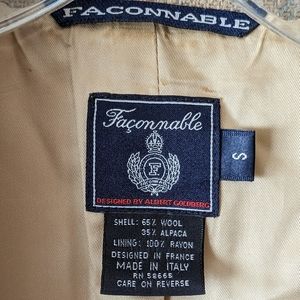 FAÇONNABLE
Façonnable
F
DESIGNED BY ALBERT GOLDBERG
S
SHELL: 65% WOOL
35% ALPACA
LINING: 100% RAYON
DESIGNED IN FRANCE
MADE IN ITALY
RN 58665
CARE ON REVERSE